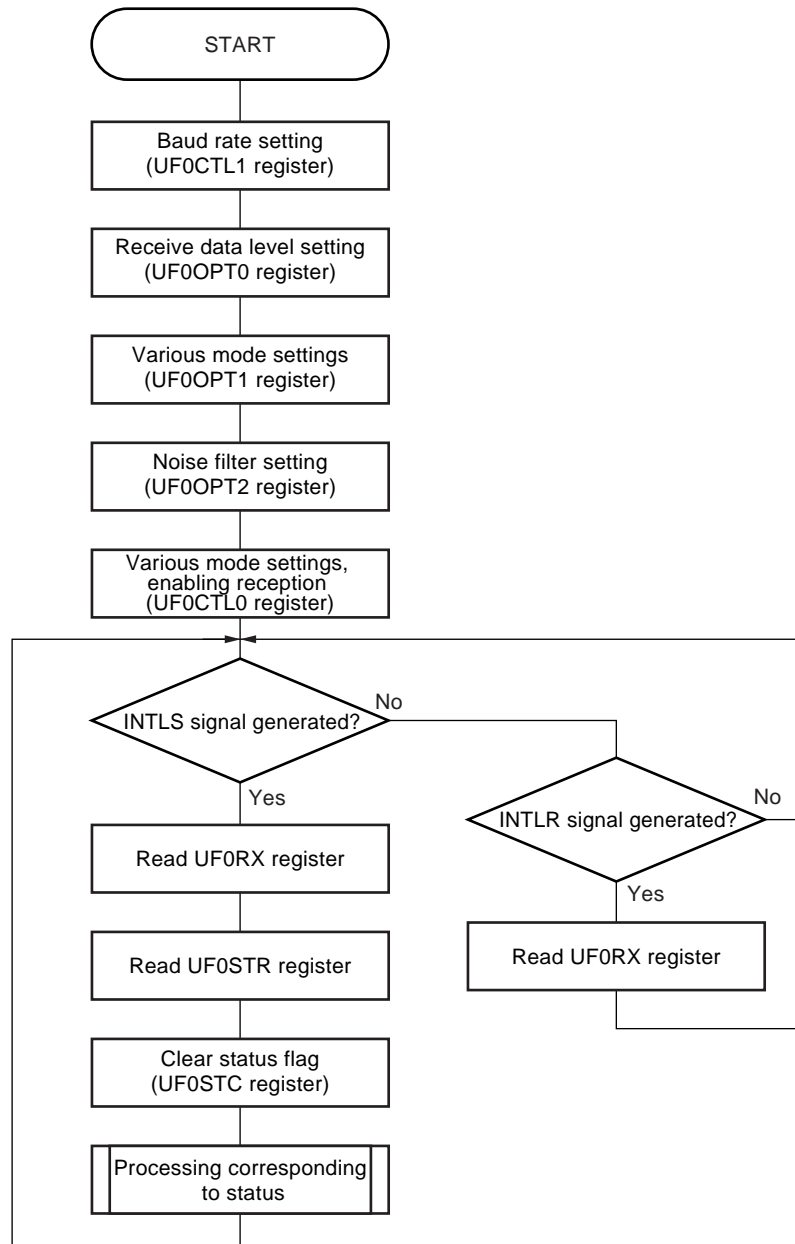 START
Baud rate setting
(UF0CTL1 register)
Receive data level setting
(UF0OPT0 register)
Various mode settings
(UF0OPT1 register)
Noise filter setting
(UF0OPT2 register)
Various mode settings,
enabling reception
(UF0CTL0 register)
INTLS signal generated?
No
Yes
INTLR signal generated?
No
Yes
Read UF0RX register
Read UF0RX register
Read UF0STR register
Clear status flag
(UF0STC register)
Processing corresponding
to status